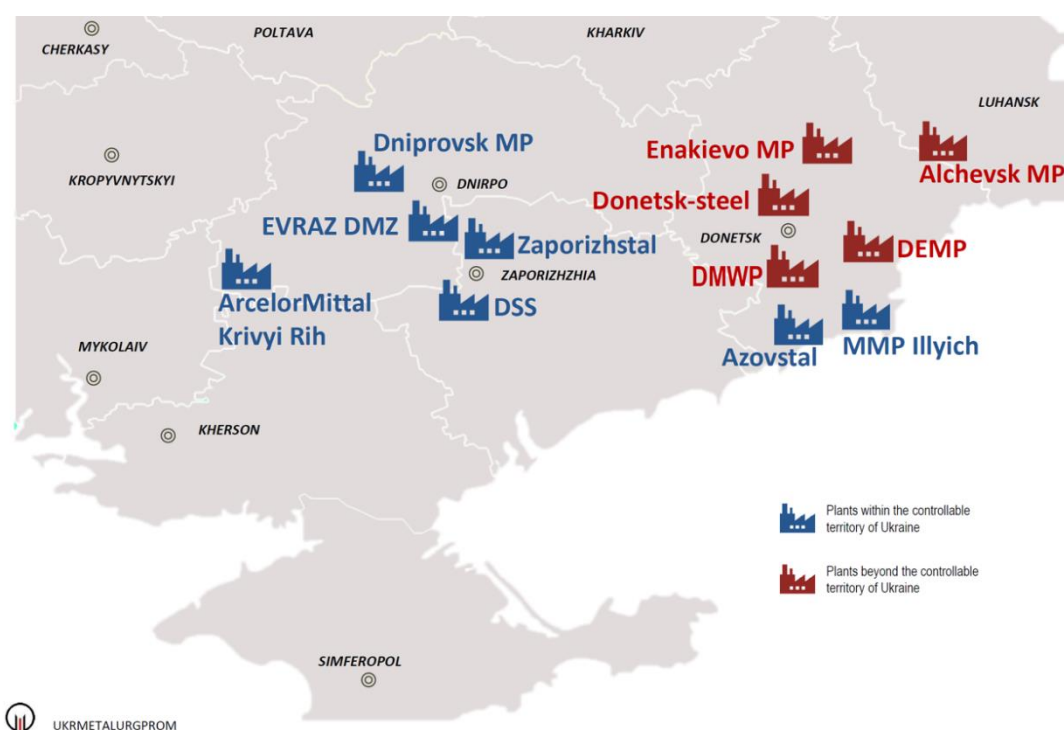 POLTAVA
KHARKIV
CHERKASY
LUHANSK
Dniprovsk MP
Enakievo MP
Alchevsk MP
KROPYVNYTSKYI
DNIRPO
Donetsk-steel
EVRAZ DMZ
Zaporizhstal
DONETSK
DEMP
ZAPORIZHZHIA
DMWP
ArcelorMittal
Krivyi Rih
DSS
MYKOLAIV
Azovstal
MMP Illyich
KHERSON
Plants within the controllable
territory of Ukraine
Plants beyond the controllable
territory of Ukraine
SIMFEROPOL
UKRMETALURGPROM